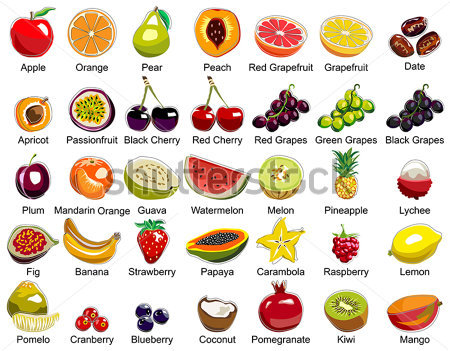 Apple Orange Pear Peach Red Grapefruit Grapefruit Date
Apricot Passionfruit Black Cherry Red Cherry Red Grapes Green Grapes Black Grapes
shutterstock
Plum Mandarin Orange Guava Watermelon Melon Pineapple Lychee
Fig Banana Strawberry Papaya Carambola Raspberry Lemon
Pomelo Cranberry Blueberry Coconut Pomegranate Kiwi Mango